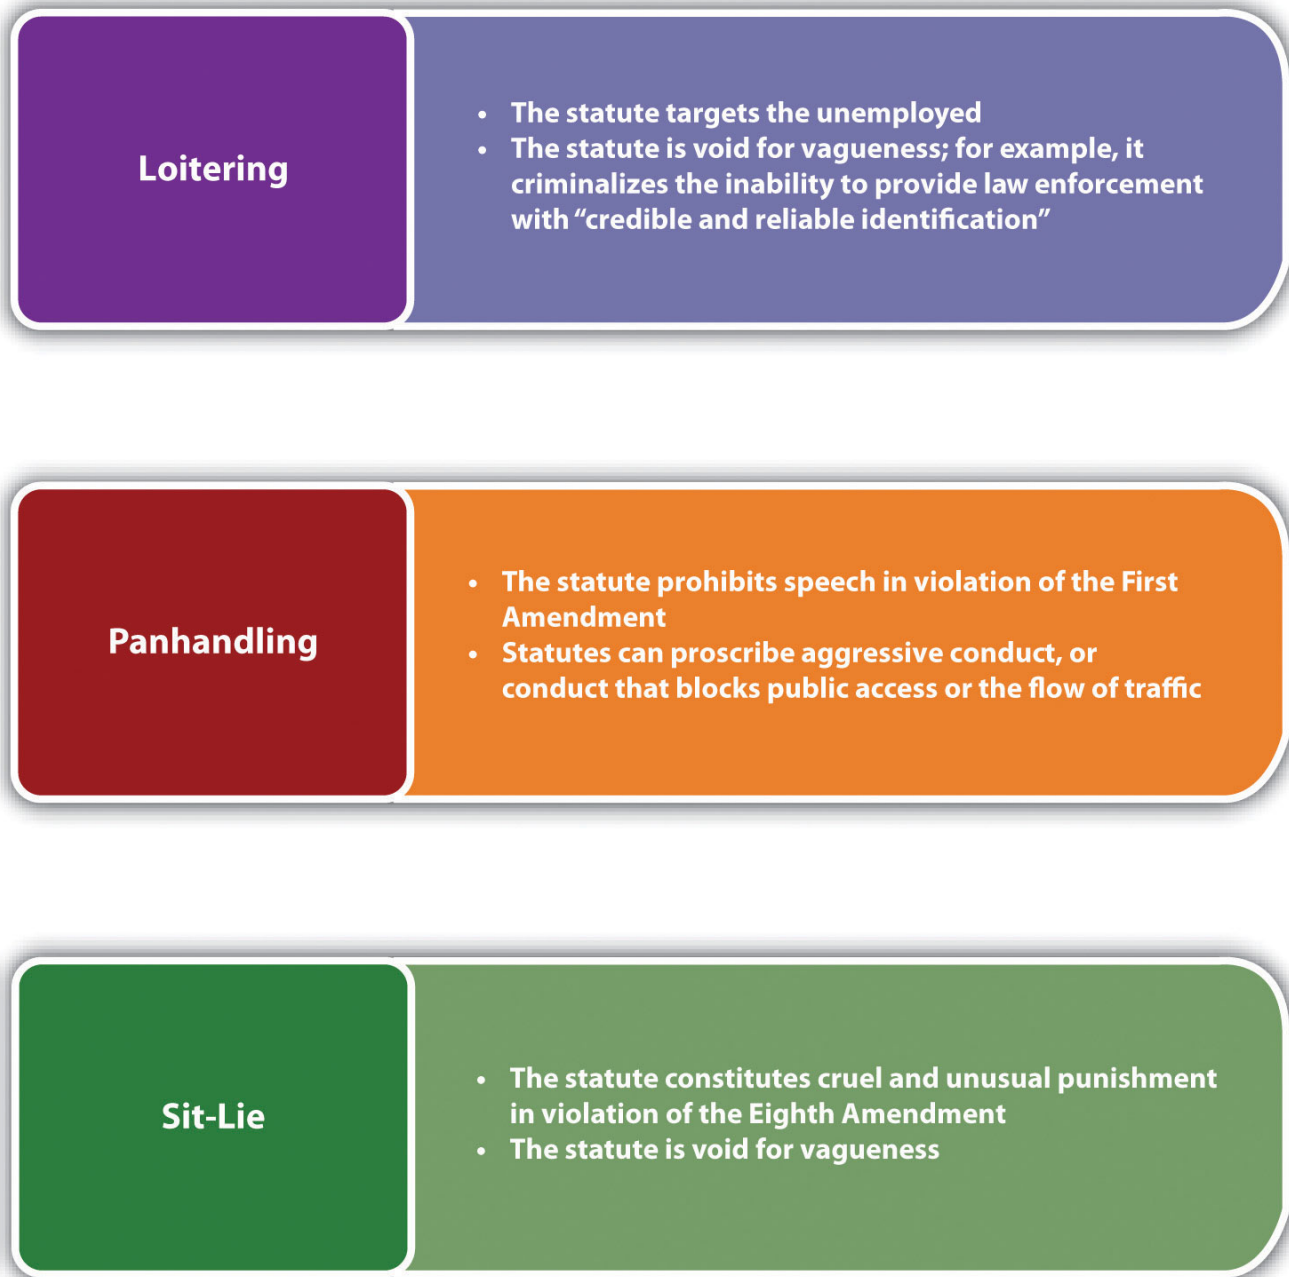 Loitering
• The statute targets the unemployed
• The statute is void for vagueness; for example, it
criminalizes the inability to provide law enforcement
with “credible and reliable identification”
Panhandling
• The statute prohibits speech in violation of the First
Amendment
• Statutes can proscribe aggressive conduct, or
conduct that blocks public access or the flow of traffic
Sit-Lie
• The statute constitutes cruel and unusual punishment
in violation of the Eighth Amendment
• The statute is void for vagueness